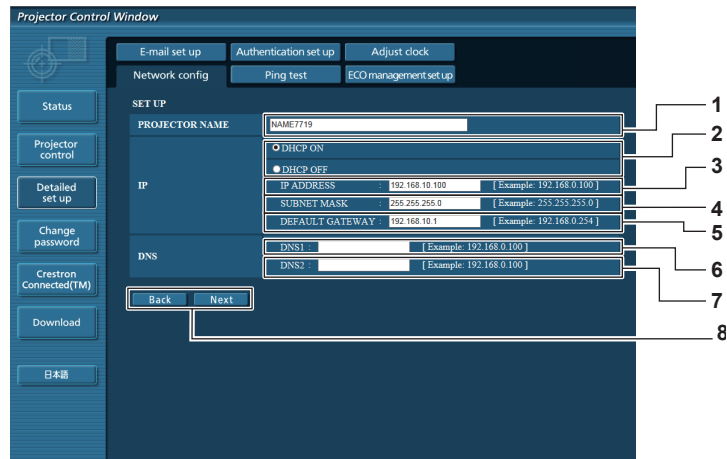 Projector Control Window
E-mail set up Authentication set up Adjust clock
Network config Ping test ECO management set up
Status
Projector control
Detailed set up
Change password
Crestron Connected(TM)
Download
日本語
SET UP
PROJECTOR NAME NAME7719
IP
DHCP ON
DHCP OFF
IP ADDRESS : 192.168.10.100 [ Example: 192.168.0.100 ]
SUBNET MASK : 255.255.255.0 [ Example: 255.255.255.0 ]
DEFAULT GATEWAY : 192.168.10.1 [ Example: 192.168.0.254 ]
DNS
DNS1 : [ Example: 192.168.0.100 ]
DNS2 : [ Example: 192.168.0.100 ]
Back Next
1
2
3
4
5
6
7
8